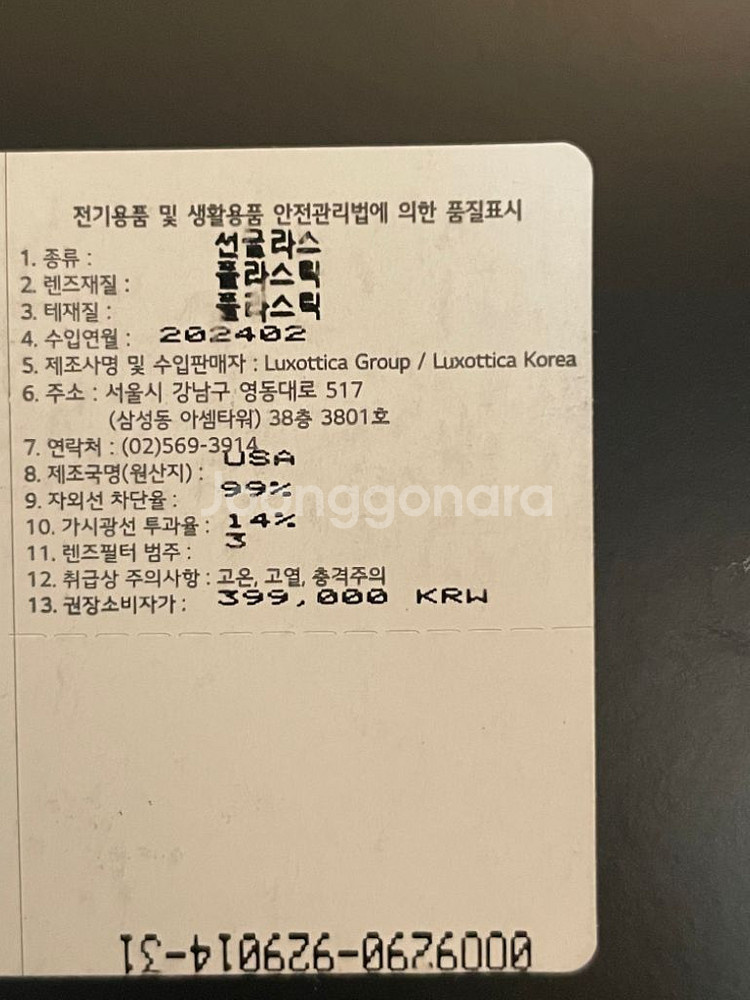 전기용품 및 생활용품 안전관리법에 의한 품질표시
1. 종류 : 선글라스
2. 렌즈재질 : 플라스틱
3. 테재질 : 플라스틱
4. 수입연월 : 202402
5. 제조사명 및 수입판매자 : Luxottica Group / Luxottica Korea
6. 주소 : 서울시 강남구 영동대로 517
(삼성동 아셈타워) 38층 3801호
7. 연락처 : (02)569-3914
8. 제조국명(원산지) : USA
9. 자외선 차단율 : 99%
Joonggonara
10. 가시광선 투과율 : 14%
11. 렌즈필터 범주 : 3
12. 취급상 주의사항 : 고온, 고열, 충격주의
13. 권장소비자가 : 399,000 KRW
0009290-929014-31